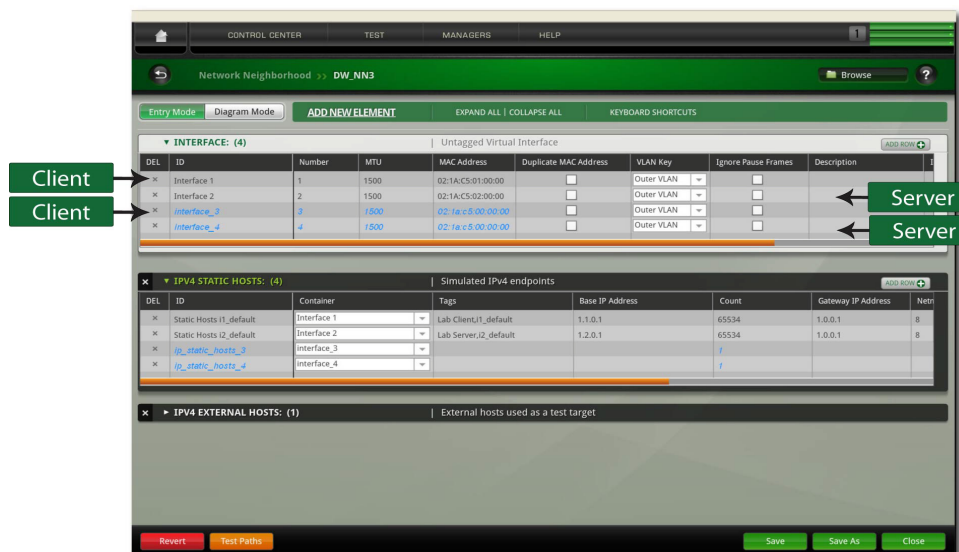 CONTROL CENTER TEST MANAGERS HELP 1
Network Neighborhood >> DW_NN3 Browse ?
Entry Mode Diagram Mode ADD NEW ELEMENT EXPAND ALL | COLLAPSE ALL KEYBOARD SHORTCUTS
▼ INTERFACE: (4) | Untagged Virtual Interface ADD ROW
DEL ID Number MTU MAC Address Duplicate MAC Address VLAN Key Ignore Pause Frames Description
Client × Interface 1 1 1500 02:1A:C5:01:00:00 Outer VLAN
× Interface 2 2 1500 02:1A:C5:02:00:00 Outer VLAN Server
Client × interface_3 3 1500 02:1a:c5:00:00:00 Outer VLAN
× interface_4 4 1500 02:1a:c5:00:00:00 Outer VLAN Server
× ▼ IPV4 STATIC HOSTS: (4) | Simulated IPv4 endpoints ADD ROW
DEL ID Container Tags Base IP Address Count Gateway IP Address Netm
× Static Hosts i1_default Interface 1 Lab Client,i1_default 1.1.0.1 65534 1.0.0.1 8
× Static Hosts i2_default Interface 2 Lab Server,i2_default 1.2.0.1 65534 1.0.0.1 8
× ip_static_hosts_3 interface_3 1
× ip_static_hosts_4 interface_4 1
× ► IPV4 EXTERNAL HOSTS: (1) | External hosts used as a test target
Revert Test Paths Save Save As Close